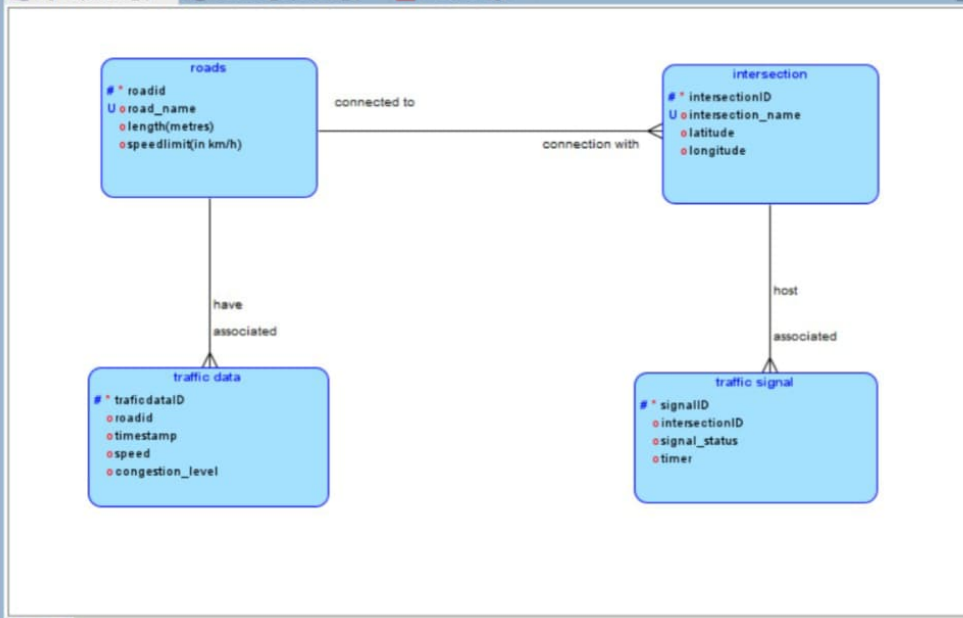 roads
# * roadid
U o road_name
o length(metres)
o speedlimit(in km/h)
connected to
connection with
intersection
# * intersectionID
U o intersection_name
o latitude
o longitude
have
associated
host
associated
traffic data
# * traficdataID
o roadid
o timestamp
o speed
o congestion_level
traffic signal
# * signalID
o intersectionID
o signal_status
o timer